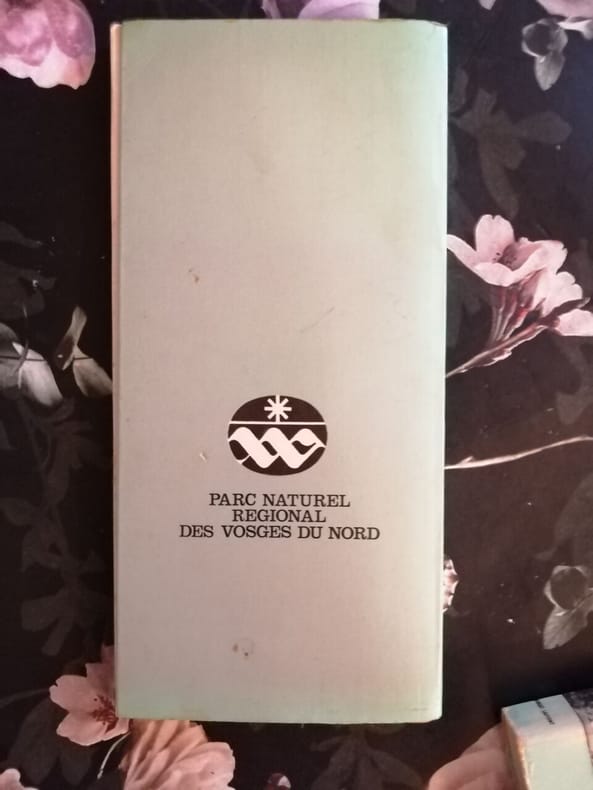 PARC NATUREL
REGIONAL
DES VOSGES DU NORD